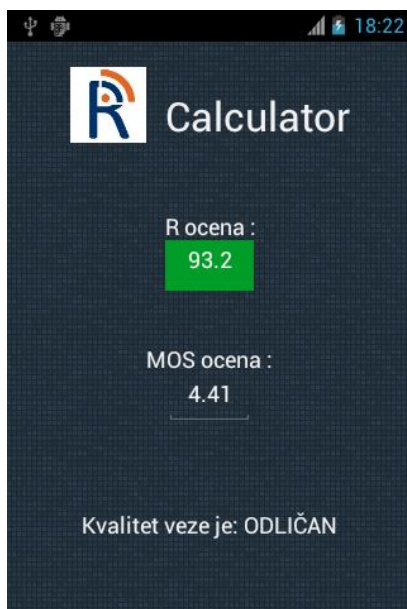 18:22
R Calculator
R ocena :
93.2
MOS ocena :
4.41
Kvalitet veze je: ODLIČAN